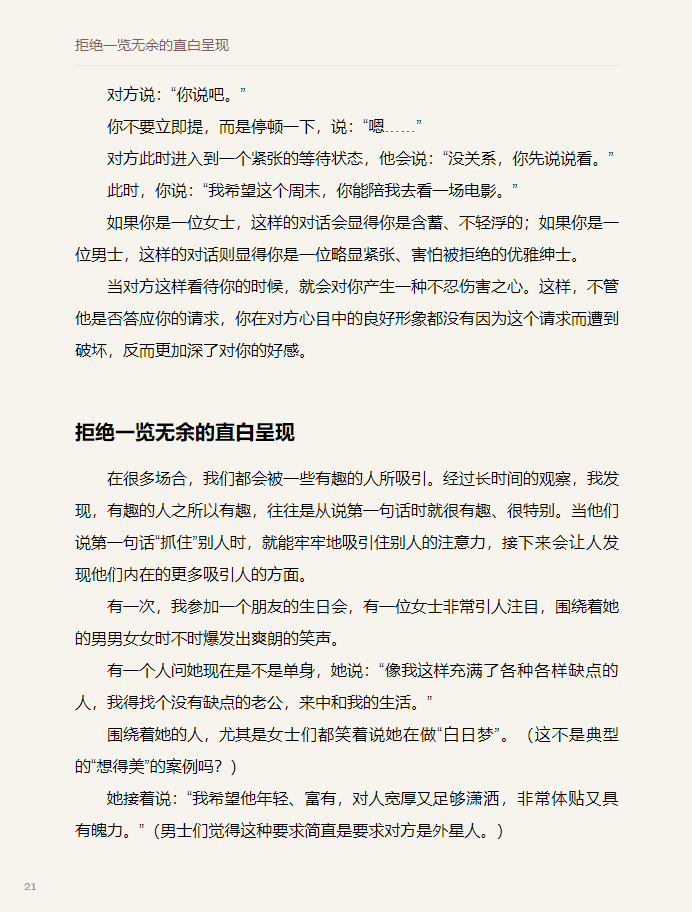 拒绝一览无余的直白呈现
对方说：“你说吧。”
你不要立即提，而是停顿一下，说：“嗯……”
对方此时进入到一个紧张的等待状态，他会说：“没关系，你先说说看。”
此时，你说：“我希望这个周末，你能陪我去看一场电影。”
如果你是一位女士，这样的对话会显得你是含蓄、不轻浮的；如果你是一
位男士，这样的对话则显得你是一位略显紧张、害怕被拒绝的优雅绅士。
当对方这样看待你的时候，就会对你产生一种不忍伤害之心。这样，不管
他是否答应你的请求，你在对方心目中的良好形象都没有因为这个请求而遭到
破坏，反而更加深了对你的好感。
拒绝一览无余的直白呈现
在很多场合，我们都会被一些有趣的人所吸引。经过长时间的观察，我发
现，有趣的人之所以有趣，往往是从说第一句话时就很有趣、很特别。当他们
说第一句话“抓住”别人时，就能牢牢地吸引住别人的注意力，接下来会让人发
现他们内在的更多吸引人的方面。
有一次，我参加一个朋友的生日会，有一位女士非常引人注目，围绕着她
的男男女女时不时爆发出爽朗的笑声。
有一个人问她现在是不是单身，她说：“像我这样充满了各种各样缺点的
人，我得找个没有缺点的老公，来中和我的生活。”
围绕着她的人，尤其是女士们都笑着说她在做“白日梦”。（这不是典型
的“想得美”的案例吗？）
她接着说：“我希望他年轻、富有，对人宽厚又足够潇洒，非常体贴又具
有魄力。”（男士们觉得这种要求简直是要求对方是外星人。）
21